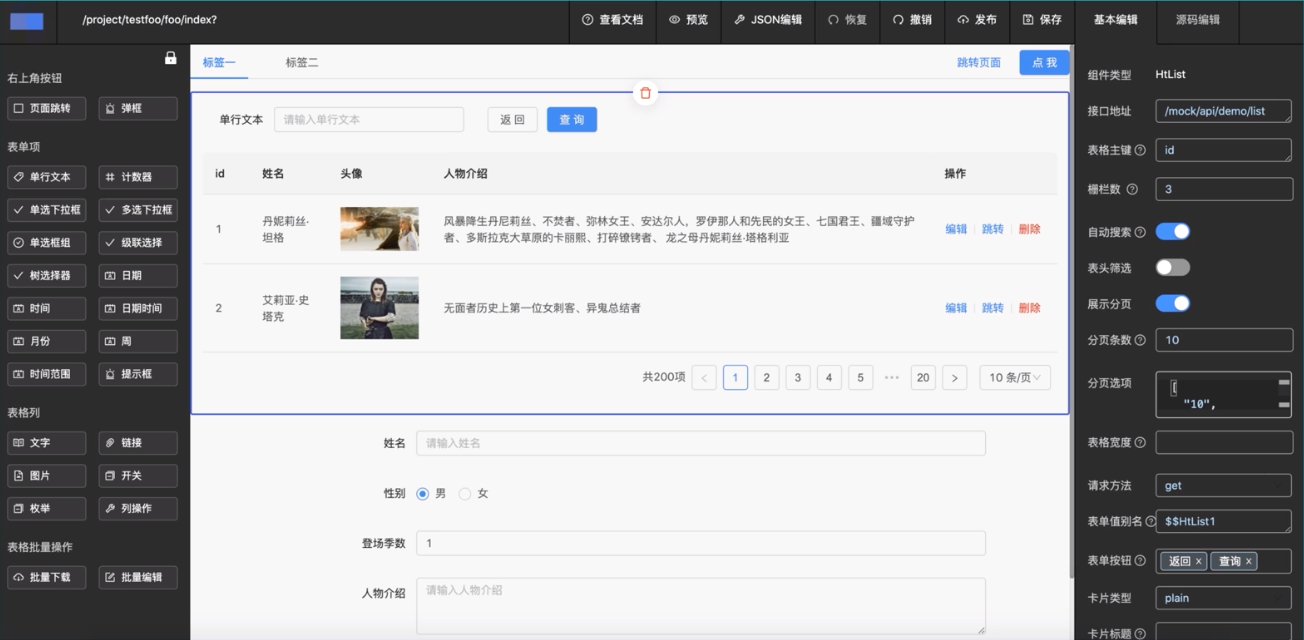 /project/testfoo/foo/index?
查看文档
预览
JSON编辑
恢复
撤销
发布
保存
基本编辑
源码编辑
右上角按钮
页面跳转
弹框
表单项
单行文本
计数器
单选下拉框
多选下拉框
单选框组
级联选择
树选择器
日期
时间
日期时间
月份
周
时间范围
提示框
表格列
文字
链接
图片
开关
枚举
列操作
表格批量操作
批量下载
批量编辑
标签一
标签二
跳转页面
点 我
单行文本
请输入单行文本
返 回
查 询
id
姓名
头像
人物介绍
操作
1
丹妮莉丝·
坦格
风暴降生丹尼莉丝、不焚者、弥林女王、安达尔人，罗伊那人和先民的女王、七国君王、疆域守护
者、多斯拉克大草原的卡丽熙、打碎镣铐者、 龙之母丹妮莉丝·塔格利亚
编辑
跳转
删除
2
艾莉亚·史
塔克
无面者历史上第一位女刺客、异鬼总结者
编辑
跳转
删除
共200项
<
1
2
3
4
5
•••
20
>
10 条/页
姓名
请输入姓名
性别
男
女
登场季数
1
人物介绍
请输入人物介绍
组件类型
HtList
接口地址
/mock/api/demo/list
表格主键
id
栅栏数
3
自动搜索
表头筛选
展示分页
分页条数
10
分页选项
[
"10",
表格宽度
请求方法
get
表单值别名
$$HtList1
表单按钮
返回 ×
查询 ×
卡片类型
plain
卡片标题